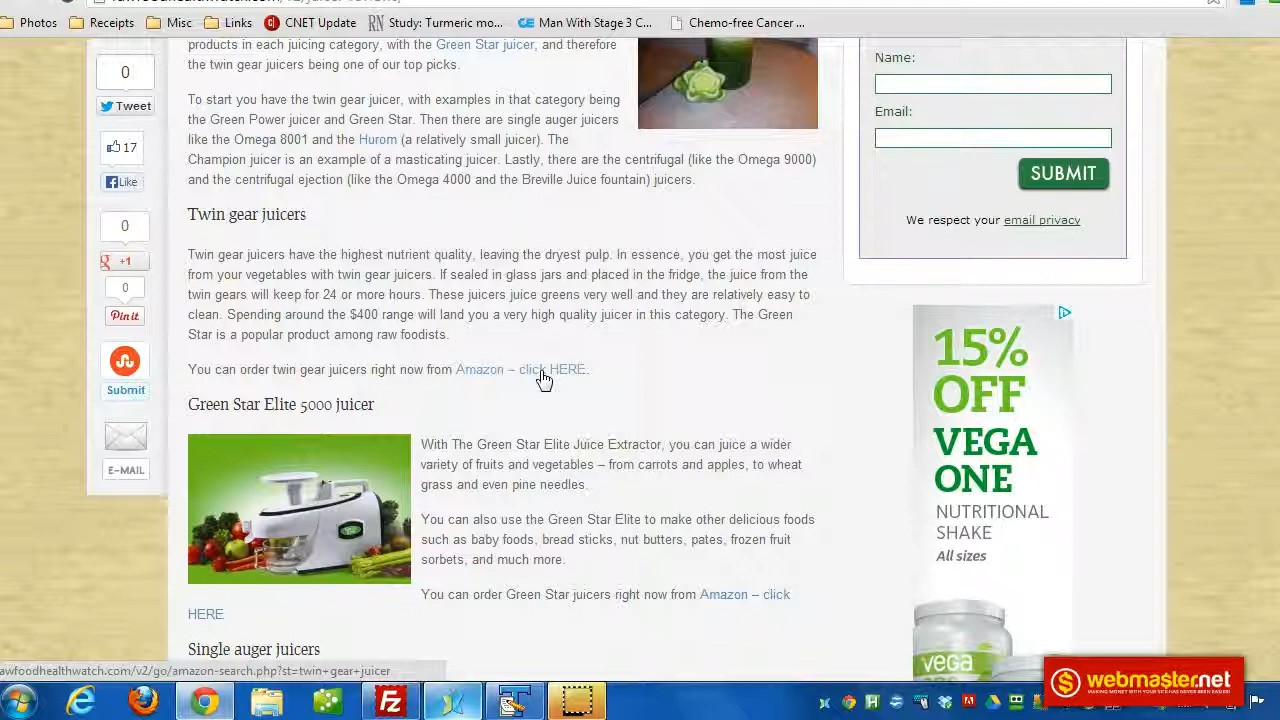 Photos Receipts Misc Links CNET Update Study: Turmeric mo... Man With Stage 3 C... Chemo-free Cancer ...
products in each juicing category, with the Green Star juicer, and therefore
the twin gear juicers being one of our top picks.
To start you have the twin gear juicer, with examples in that category being
the Green Power juicer and Green Star. Then there are single auger juicers
like the Omega 8001 and the Hurom (a relatively small juicer). The
Champion juicer is an example of a masticating juicer. Lastly, there are the centrifugal (like the Omega 9000)
and the centrifugal ejection (like the Omega 4000 and the Breville Juice fountain) juicers.
Twin gear juicers
Twin gear juicers have the highest nutrient quality, leaving the dryest pulp. In essence, you get the most juice
from your vegetables with twin gear juicers. If sealed in glass jars and placed in the fridge, the juice from the
twin gears will keep for 24 or more hours. These juicers juice greens very well and they are relatively easy to
clean. Spending around the $400 range will land you a very high quality juicer in this category. The Green
Star is a popular product among raw foodists.
You can order twin gear juicers right now from Amazon – click HERE.
Green Star Elite 5000 juicer
With The Green Star Elite Juice Extractor, you can juice a wider
variety of fruits and vegetables – from carrots and apples, to wheat
grass and even pine needles.
You can also use the Green Star Elite to make other delicious foods
such as baby foods, bread sticks, nut butters, pates, frozen fruit
sorbets, and much more.
You can order Green Star juicers right now from Amazon – click
HERE
Single auger juicers
0
Tweet
17
Like
0
+1
0
Pin it
Submit
E-MAIL
Name:
Email:
SUBMIT
We respect your email privacy
15%
OFF
VEGA
ONE
NUTRITIONAL
SHAKE
All sizes
vega
awfoodhealthwatch.com/v2/go/amazon-search.php?st=twin+gear+juicer
webmaster.net
MAKING MONEY WITH YOUR SITE HAS NEVER BEEN EASIER!